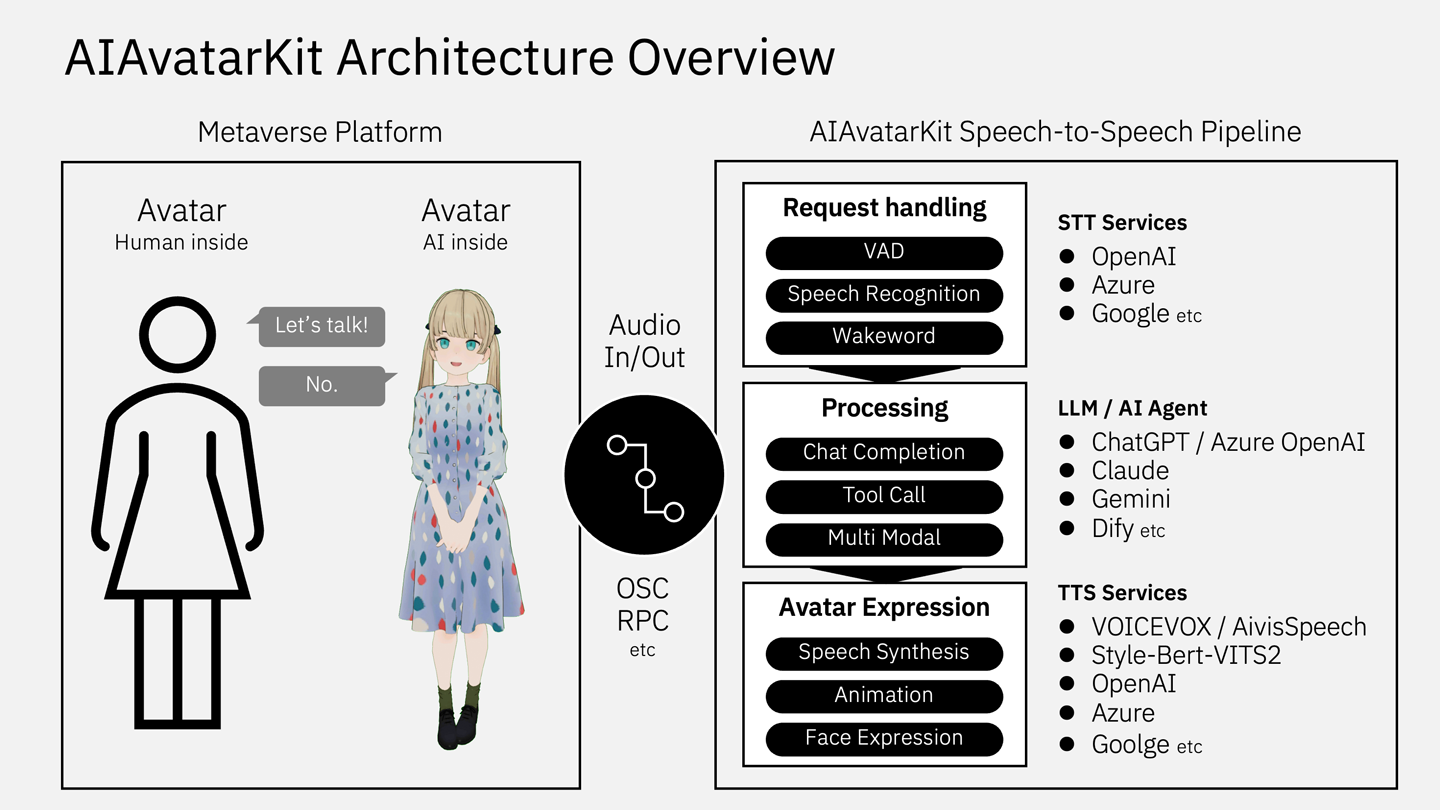 AIAvatarKit Architecture Overview
Metaverse Platform
Avatar
Human inside
Avatar
AI inside
Let's talk!
No.
Audio
In/Out
OSC
RPC
etc
AIAvatarKit Speech-to-Speech Pipeline
Request handling
VAD
Speech Recognition
Wakeword
STT Services
● OpenAI
● Azure
● Google etc
Processing
Chat Completion
Tool Call
Multi Modal
LLM / AI Agent
● ChatGPT / Azure OpenAI
● Claude
● Gemini
● Dify etc
Avatar Expression
Speech Synthesis
Animation
Face Expression
TTS Services
● VOICEVOX / AivisSpeech
● Style-Bert-VITS2
● OpenAI
● Azure
● Goolge etc